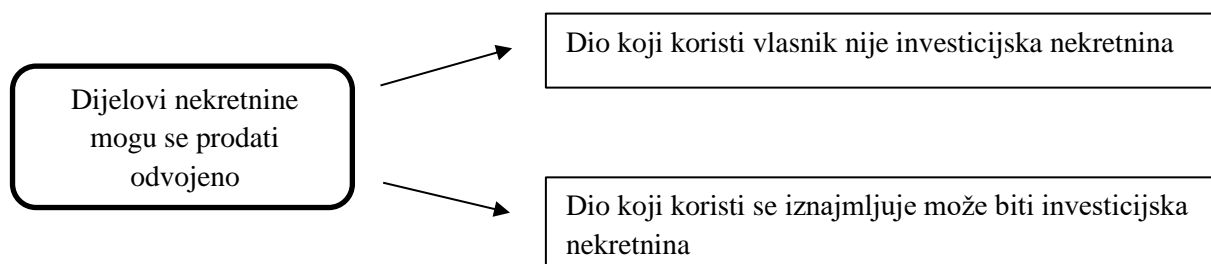 Dio koji koristi vlasnik nije investicijska nekretnina
Dijelovi nekretnine
mogu se prodati
odvojeno
Dio koji koristi se iznajmljuje može biti investicijska
nekretnina